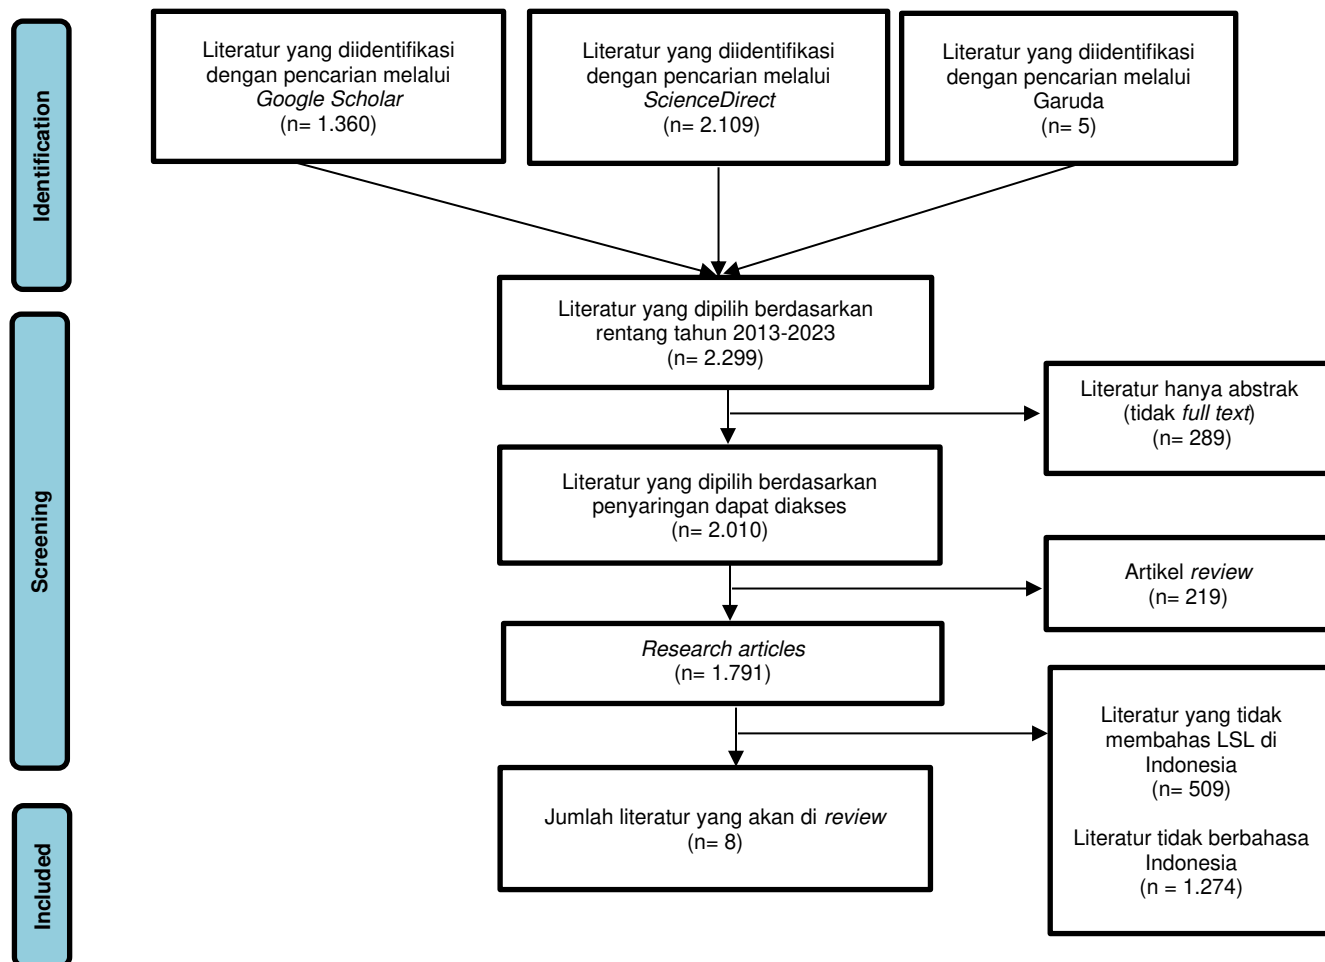 Identification
Literatur yang diidentifikasi
dengan pencarian melalui
Google Scholar
(n= 1.360)
Literatur yang diidentifikasi
dengan pencarian melalui
ScienceDirect
(n= 2.109)
Literatur yang diidentifikasi
dengan pencarian melalui
Garuda
(n= 5)
Screening
Literatur yang dipilih berdasarkan
rentang tahun 2013-2023
(n= 2.299)
Literatur hanya abstrak
(tidak full text)
(n= 289)
Literatur yang dipilih berdasarkan
penyaringan dapat diakses
(n= 2.010)
Artikel review
(n= 219)
Research articles
(n= 1.791)
Literatur yang tidak
membahas LSL di
Indonesia
(n= 509)
Literatur tidak berbahasa
Indonesia
(n = 1.274)
Included
Jumlah literatur yang akan di review
(n= 8)